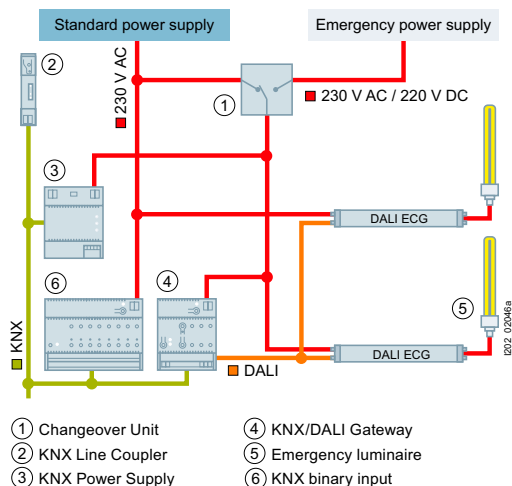 Standard power supply
Emergency power supply
2
230 V AC
1
230 V AC / 220 V DC
3
DALI ECG
6
4
5
KNX
DALI
DALI ECG
I202_02046a
1 Changeover Unit
2 KNX Line Coupler
3 KNX Power Supply
4 KNX/DALI Gateway
5 Emergency luminaire
6 KNX binary input